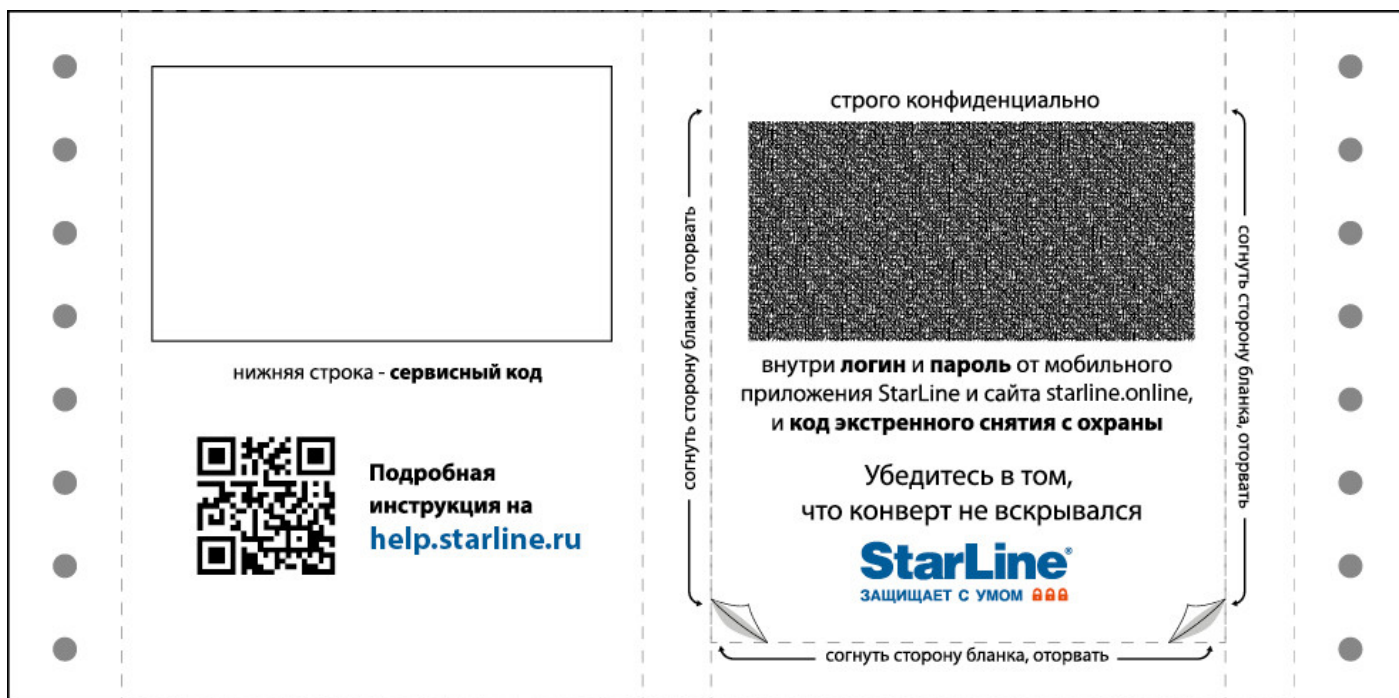 нижняя строка - сервисный код
Подробная
инструкция на
help.starline.ru
согнуть сторону бланка, оторвать
строго конфиденциально
внутри логин и пароль от мобильного
приложения StarLine и сайта starline.online,
и код экстренного снятия с охраны
Убедитесь в том,
что конверт не вскрывался
StarLine®
ЗАЩИЩАЕТ С УМОМ
согнуть сторону бланка, оторвать
согнуть сторону бланка, оторвать